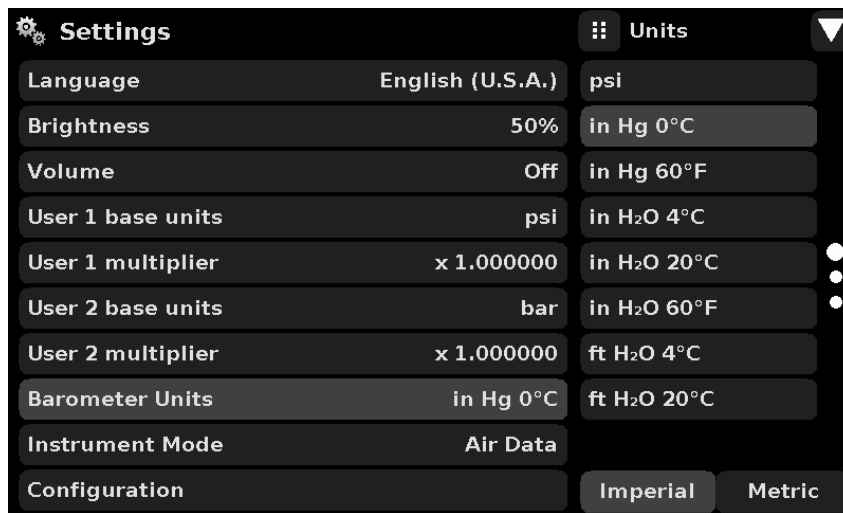 Settings
Language English (U.S.A.)
Brightness 50%
Volume Off
User 1 base units psi
User 1 multiplier x 1.000000
User 2 base units bar
User 2 multiplier x 1.000000
Barometer Units in Hg 0°C
Instrument Mode Air Data
Configuration
Units
psi
in Hg 0°C
in Hg 60°F
in H₂O 4°C
in H₂O 20°C
in H₂O 60°F
ft H₂O 4°C
ft H₂O 20°C
Imperial Metric